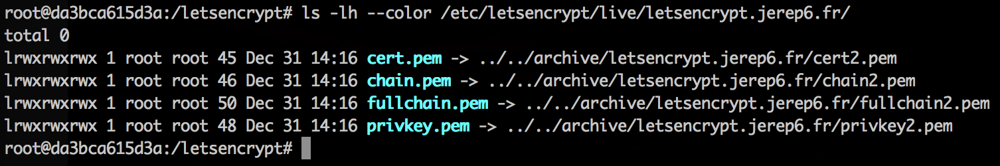 root@da3bca615d3a:/letsencrypt# ls -lh --color /etc/letsencrypt/live/letsencrypt.jerep6.fr/
total 0
lrwxrwxrwx 1 root root 45 Dec 31 14:16 cert.pem -> ../../archive/letsencrypt.jerep6.fr/cert2.pem
lrwxrwxrwx 1 root root 46 Dec 31 14:16 chain.pem -> ../../archive/letsencrypt.jerep6.fr/chain2.pem
lrwxrwxrwx 1 root root 50 Dec 31 14:16 fullchain.pem -> ../../archive/letsencrypt.jerep6.fr/fullchain2.pem
lrwxrwxrwx 1 root root 48 Dec 31 14:16 privkey.pem -> ../../archive/letsencrypt.jerep6.fr/privkey2.pem
root@da3bca615d3a:/letsencrypt#